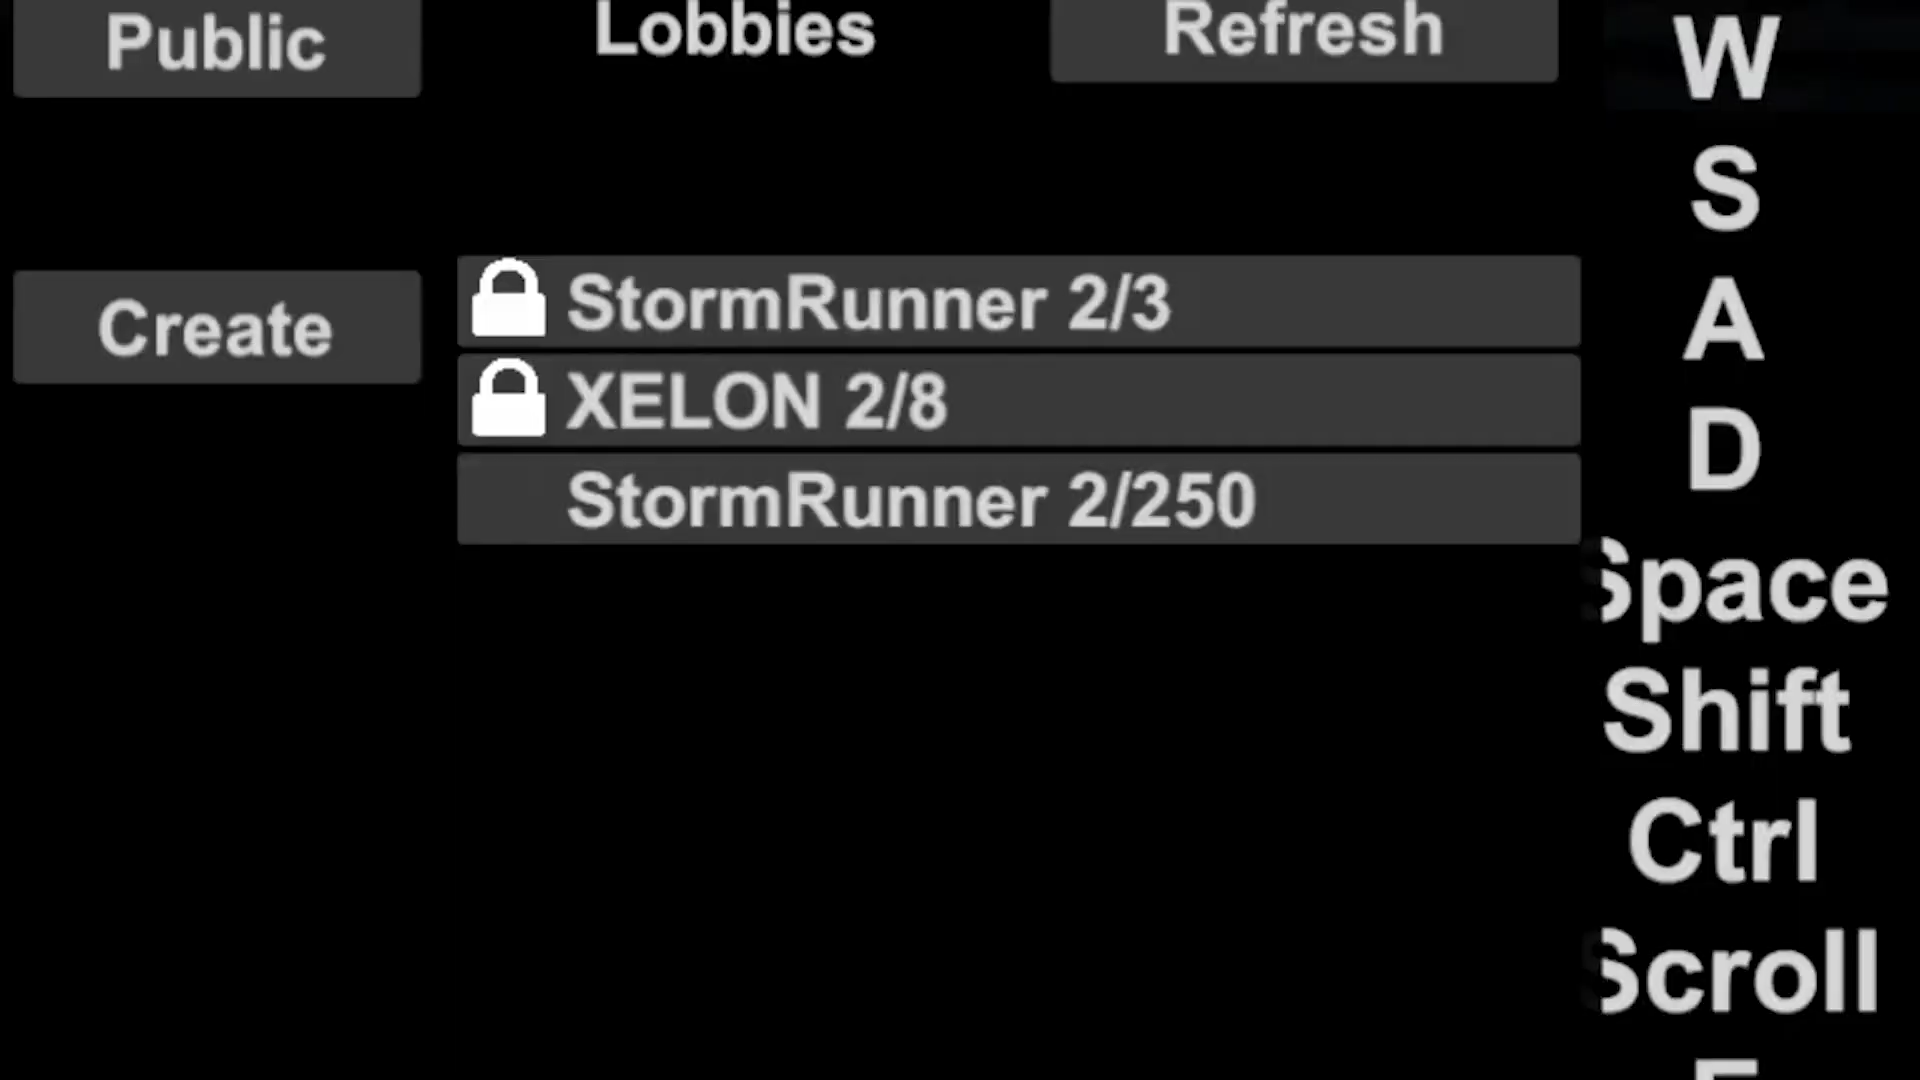 Public
Lobbies
Refresh
Create
StormRunner 2/3
XELON 2/8
StormRunner 2/250
W
S
A
D
Space
Shift
Ctrl
Scroll